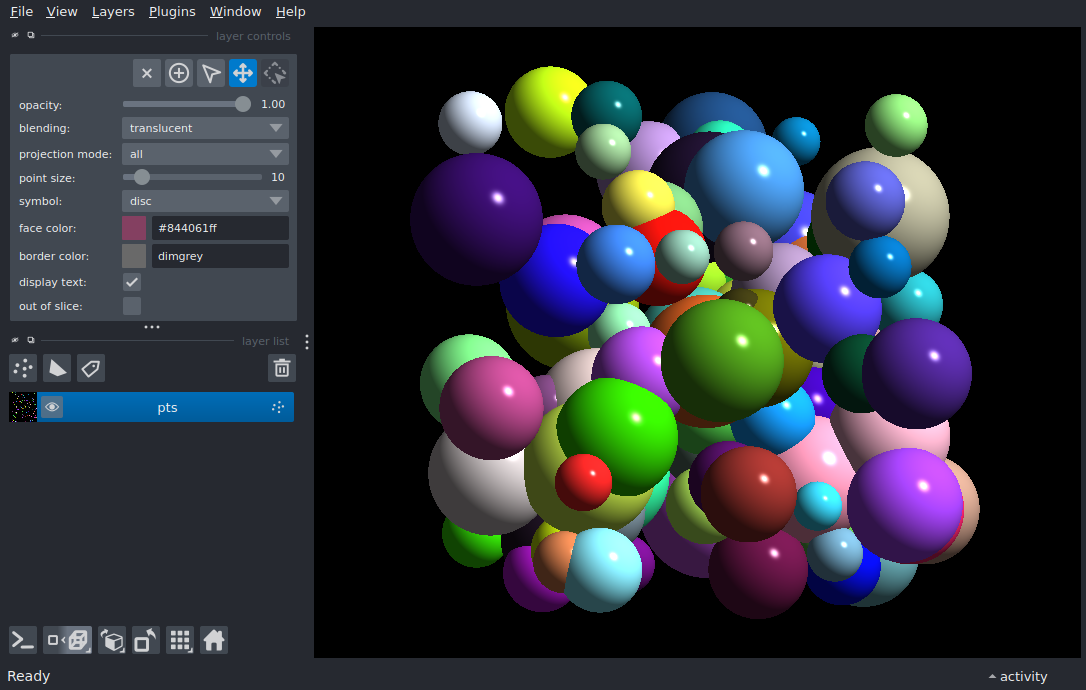 File View Layers Plugins Window Help
layer controls
opacity: 1.00
blending: translucent
projection mode: all
point size: 10
symbol: disc
face color: #844061ff
border color: dimgrey
display text:
out of slice:
layer list
pts
Ready
activity